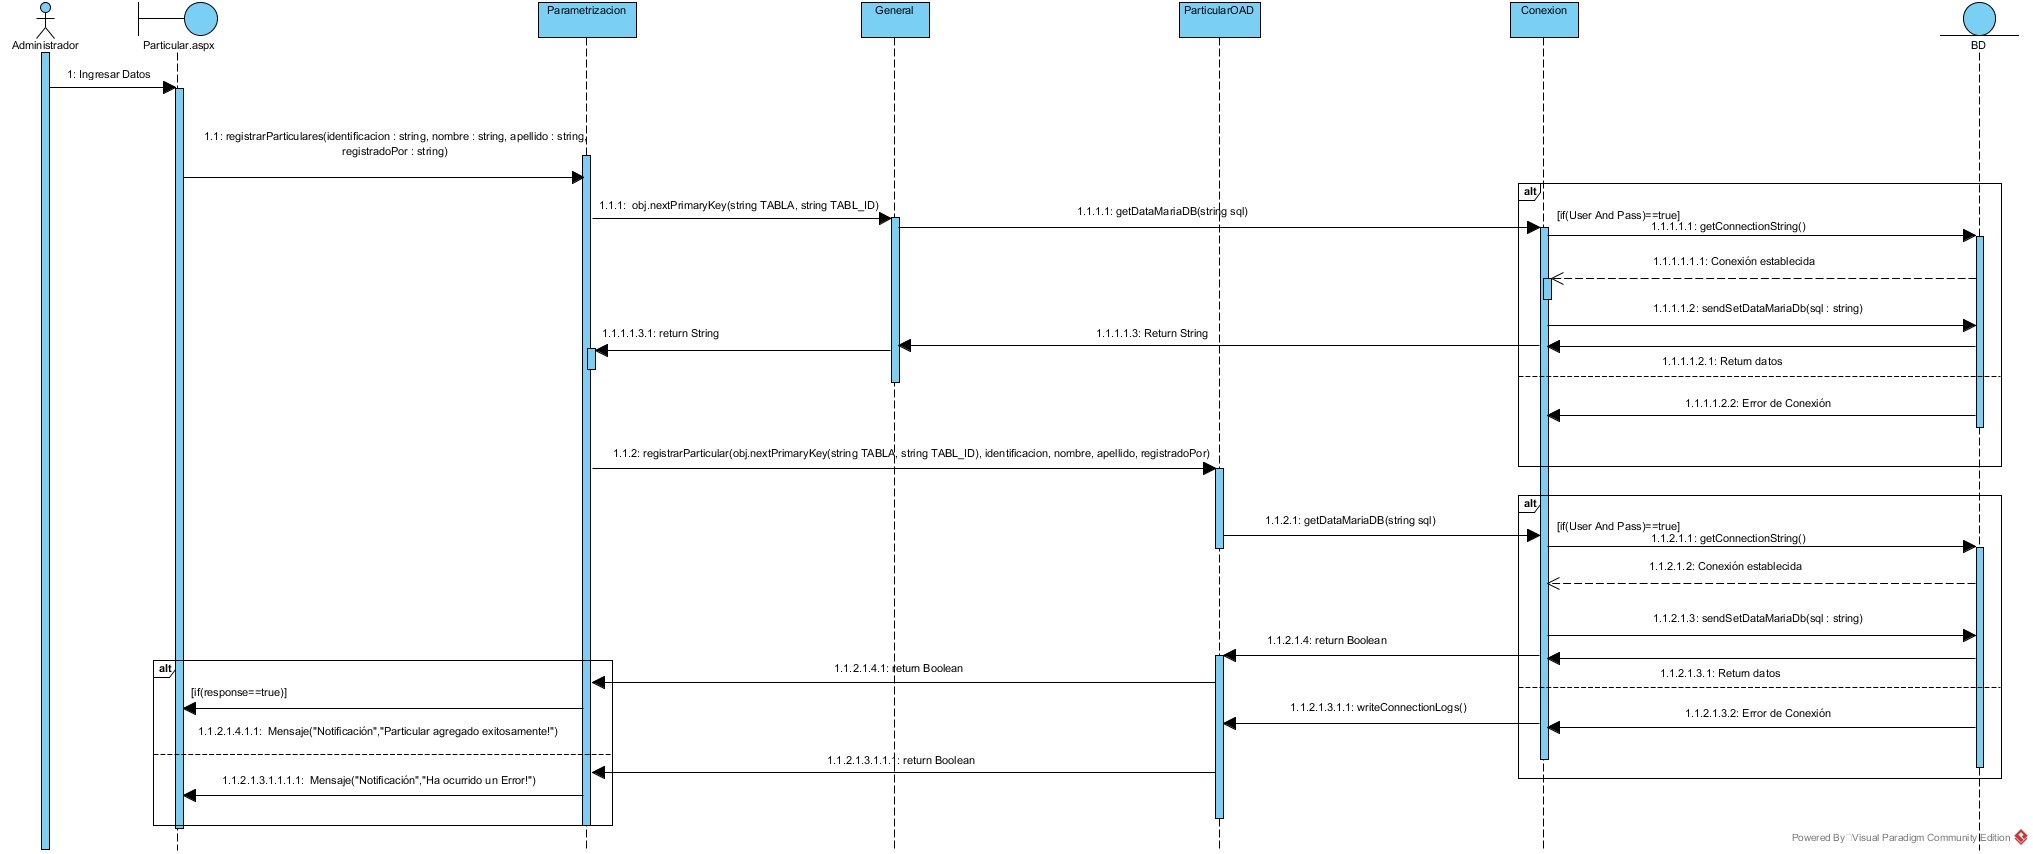 Parametrizacion
General
ParticularOAD
Conexion
Administrador
Particular.aspx
BD
1: Ingresar Datos
1.1: registrarParticulares(identificacion : string, nombre : string, apellido : string,
registradoPor : string)
alt
1.1.1:  obj.nextPrimaryKey(string TABLA, string TABL_ID)
1.1.1.1: getDataMariaDB(string sql)
[if(User And Pass)==true]
1.1.1.1.1: getConnectionString()
1.1.1.1.1.1: Conexión establecida
1.1.1.1.2: sendSetDataMariaDb(sql : string)
1.1.1.1.3.1: return String
1.1.1.1.3: Return String
1.1.1.1.2.1: Return datos
1.1.1.1.2.2: Error de Conexión
1.1.2: registrarParticular(obj.nextPrimaryKey(string TABLA, string TABL_ID), identificacion, nombre, apellido, registradoPor)
alt
1.1.2.1: getDataMariaDB(string sql)
[if(User And Pass)==true]
1.1.2.1.1: getConnectionString()
1.1.2.1.2: Conexión establecida
1.1.2.1.3: sendSetDataMariaDb(sql : string)
1.1.2.1.4: return Boolean
alt
1.1.2.1.4.1: return Boolean
1.1.2.1.3.1: Return datos
[if(response==true)]
1.1.2.1.3.1.1: writeConnectionLogs()
1.1.2.1.3.2: Error de Conexión
1.1.2.1.4.1.1:  Mensaje("Notificación","Particular agregado exitosamente!")
1.1.2.1.3.1.1.1: return Boolean
1.1.2.1.3.1.1.1.1:  Mensaje("Notificación","Ha ocurrido un Error!")
Powered By Visual Paradigm Community Edition